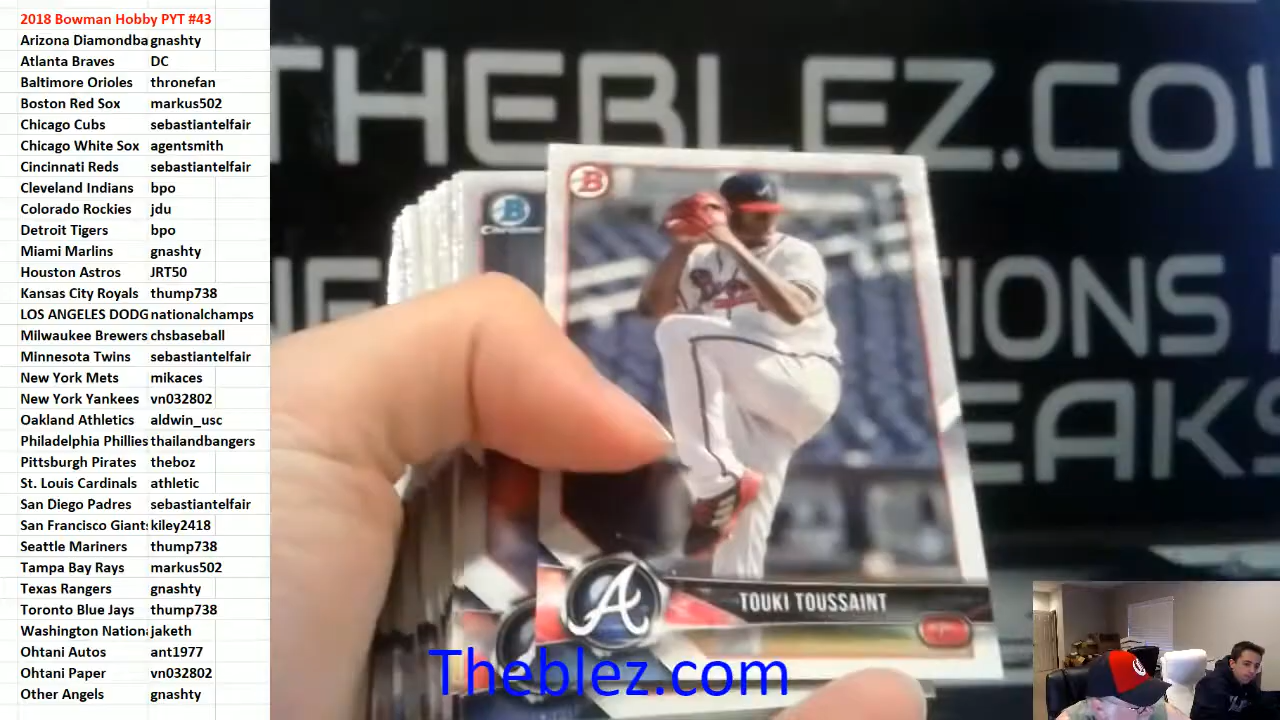 2018 Bowman Hobby PYT #43
Arizona Diamondba gnashty
Atlanta Braves DC
Baltimore Orioles thronefan
Boston Red Sox markus502
Chicago Cubs sebastiantelfair
Chicago White Sox agentsmith
Cincinnati Reds sebastiantelfair
Cleveland Indians bpo
Colorado Rockies jdu
Detroit Tigers bpo
Miami Marlins gnashty
Houston Astros JRT50
Kansas City Royals thump738
LOS ANGELES DODG nationalchamps
Milwaukee Brewers chsbaseball
Minnesota Twins sebastiantelfair
New York Mets mikaces
New York Yankees vn032802
Oakland Athletics aldwin_usc
Philadelphia Phillies thailandbangers
Pittsburgh Pirates theboz
St. Louis Cardinals athletic
San Diego Padres sebastiantelfair
San Francisco Giants kiley2418
Seattle Mariners thump738
Tampa Bay Rays markus502
Texas Rangers gnashty
Toronto Blue Jays thump738
Washington Nation jaketh
Ohtani Autos ant1977
Ohtani Paper vn032802
Other Angels gnashty
THEBLEZ.CO
IONS
EAKS
B
B
Chrome
A
A
TOUKI TOUSSAINT
Theblez.com